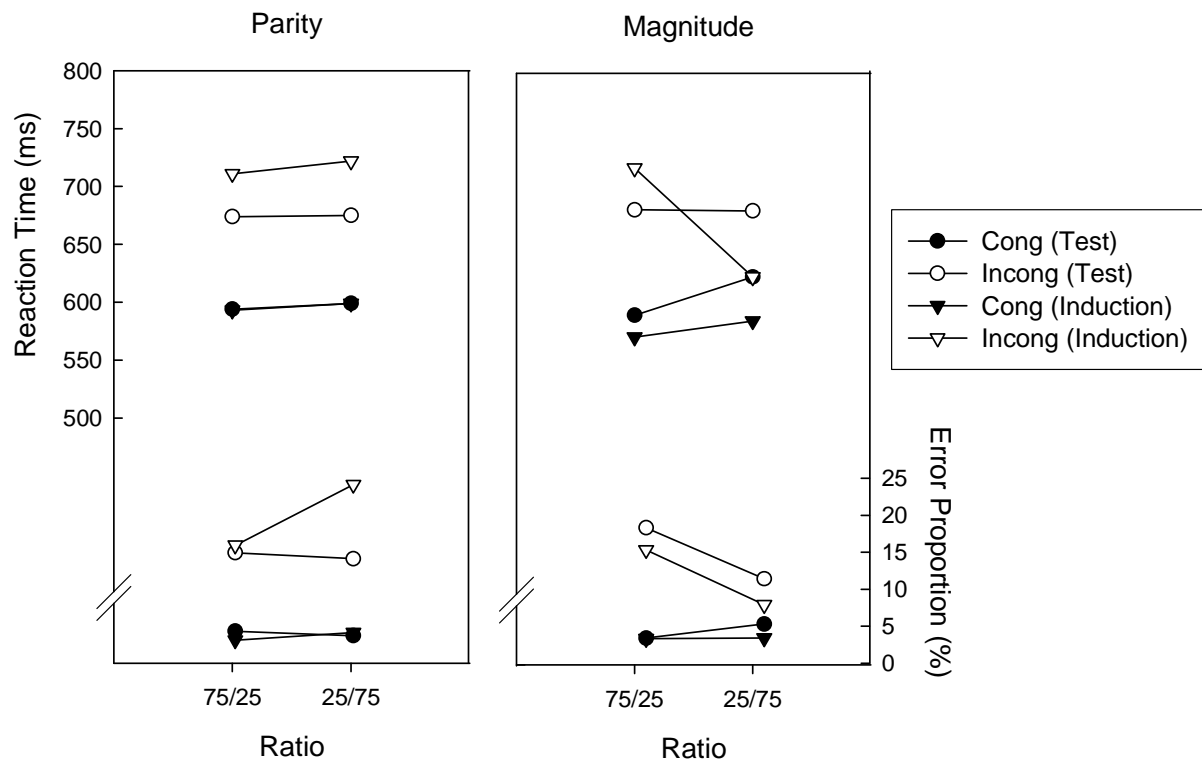 Parity
Magnitude
Reaction Time (ms)
800
750
700
650
600
550
500
Cong (Test)
Incong (Test)
Cong (Induction)
Incong (Induction)
Error Proportion (%)
25
20
15
10
5
0
75/25 25/75
75/25 25/75
Ratio
Ratio